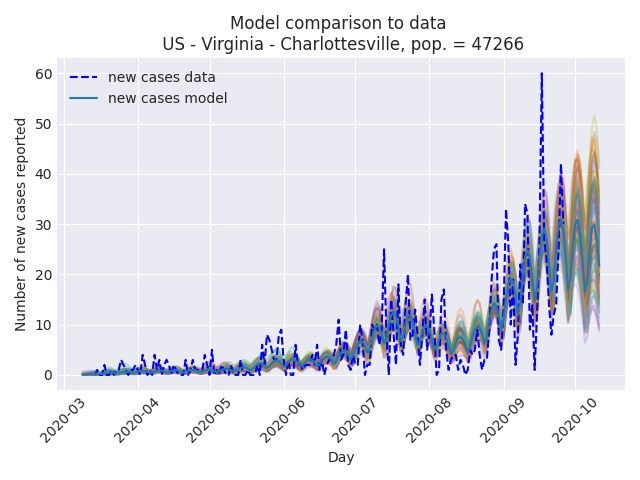 Model comparison to data
US - Virginia - Charlottesville, pop. = 47266
new cases data
new cases model
Number of new cases reported
60
50
40
30
20
10
0
2020-03
2020-04
2020-05
2020-06
2020-07
2020-08
2020-09
2020-10
Day